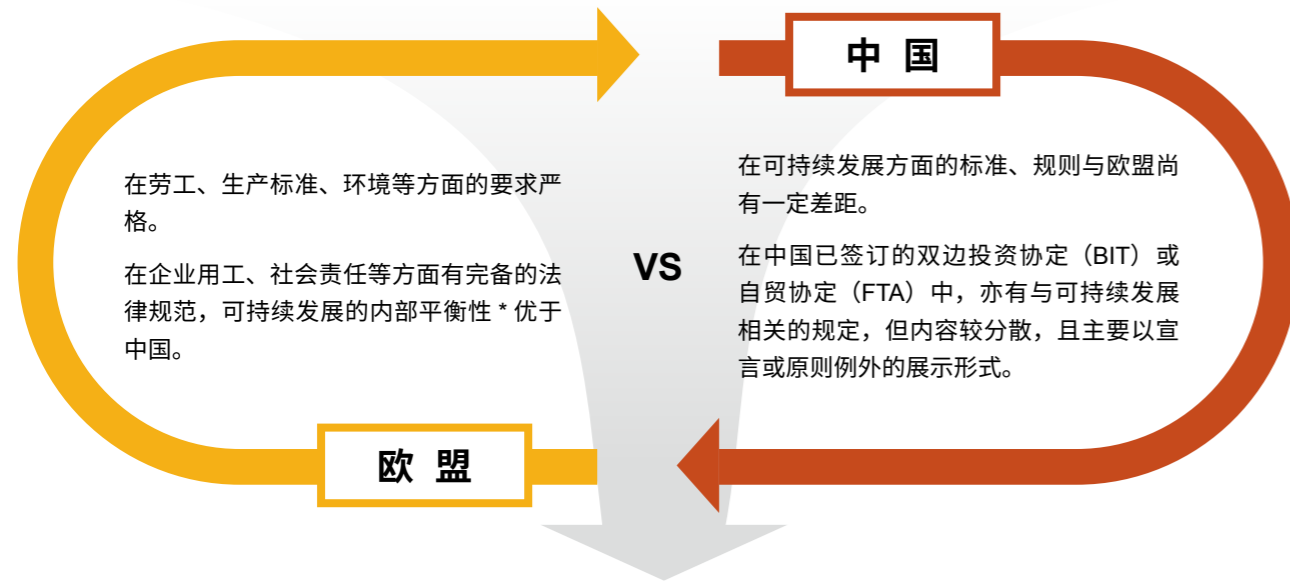 中 国
在劳工、生产标准、环境等方面的要求严
格。
在企业用工、社会责任等方面有完备的法
律规范，可持续发展的内部平衡性 * 优于
中国。
VS
在可持续发展方面的标准、规则与欧盟尚
有一定差距。
在中国已签订的双边投资协定（BIT）或
自贸协定（FTA）中，亦有与可持续发展
相关的规定，但内容较分散，且主要以宣
言或原则例外的展示形式。
欧 盟